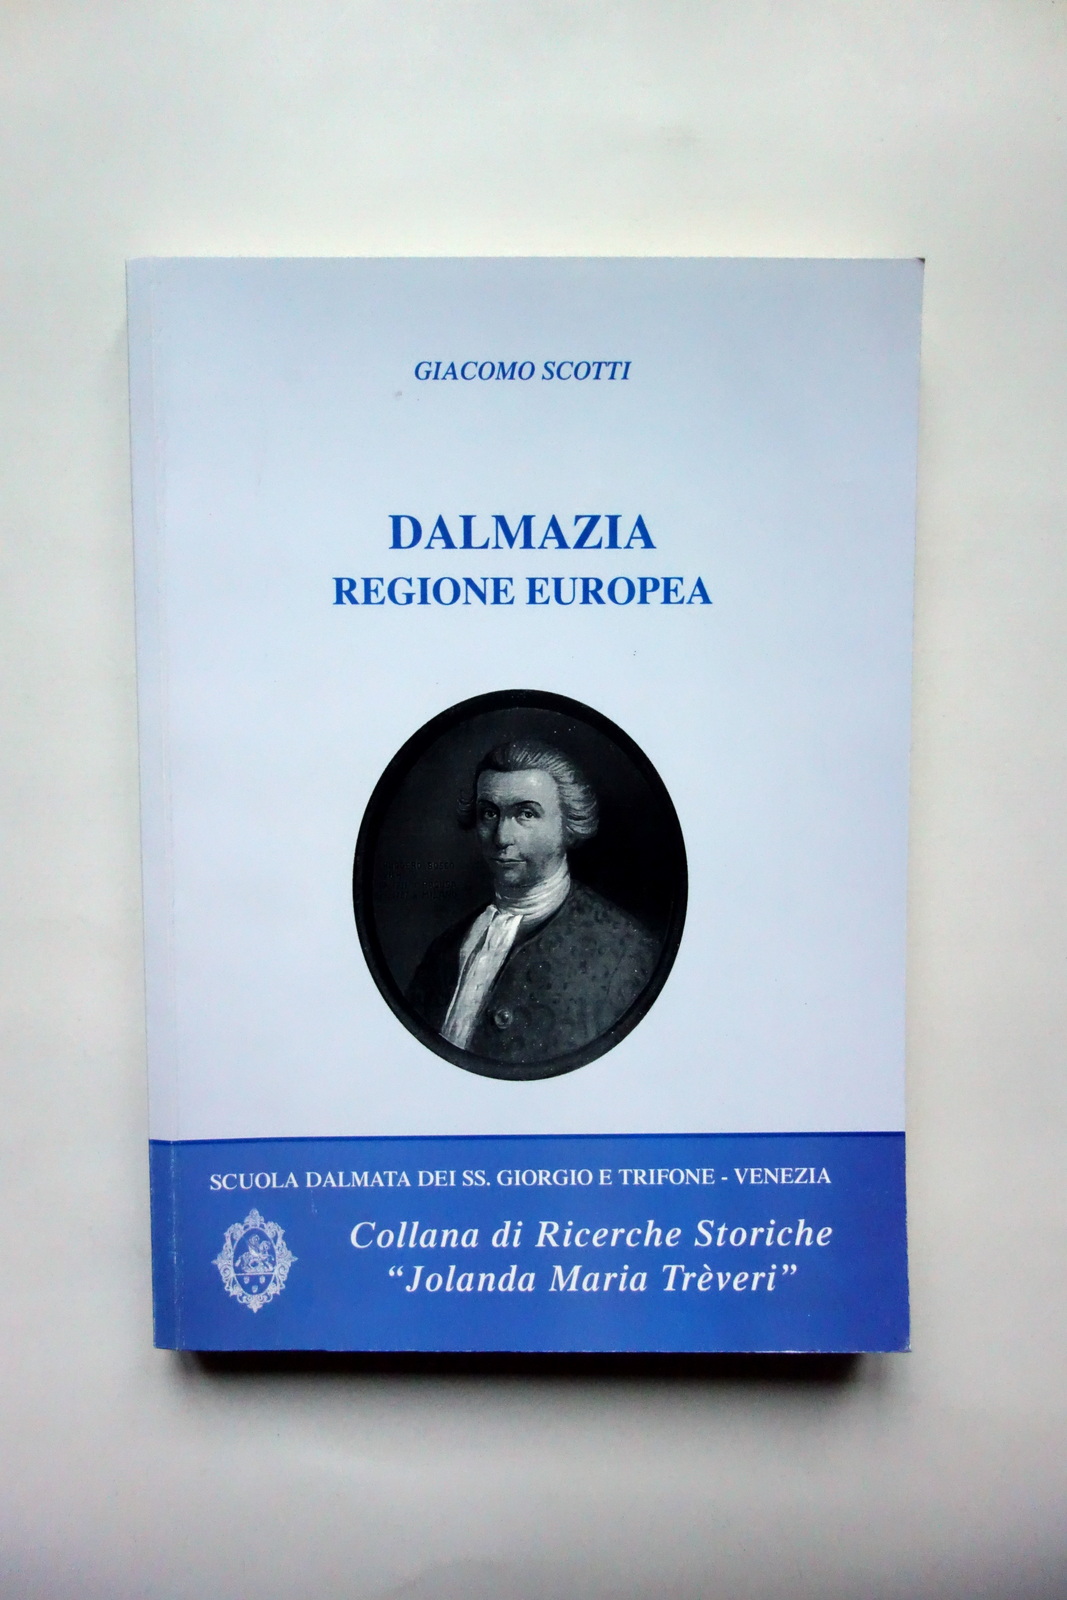 GIACOMO SCOTTI
DALMAZIA
REGIONE EUROPEA
SCUOLA DALMATA DEI SS. GIORGIO E TRIFONE - VENEZIA
Collana di Ricerche Storiche
“Jolanda Maria Trèveri”